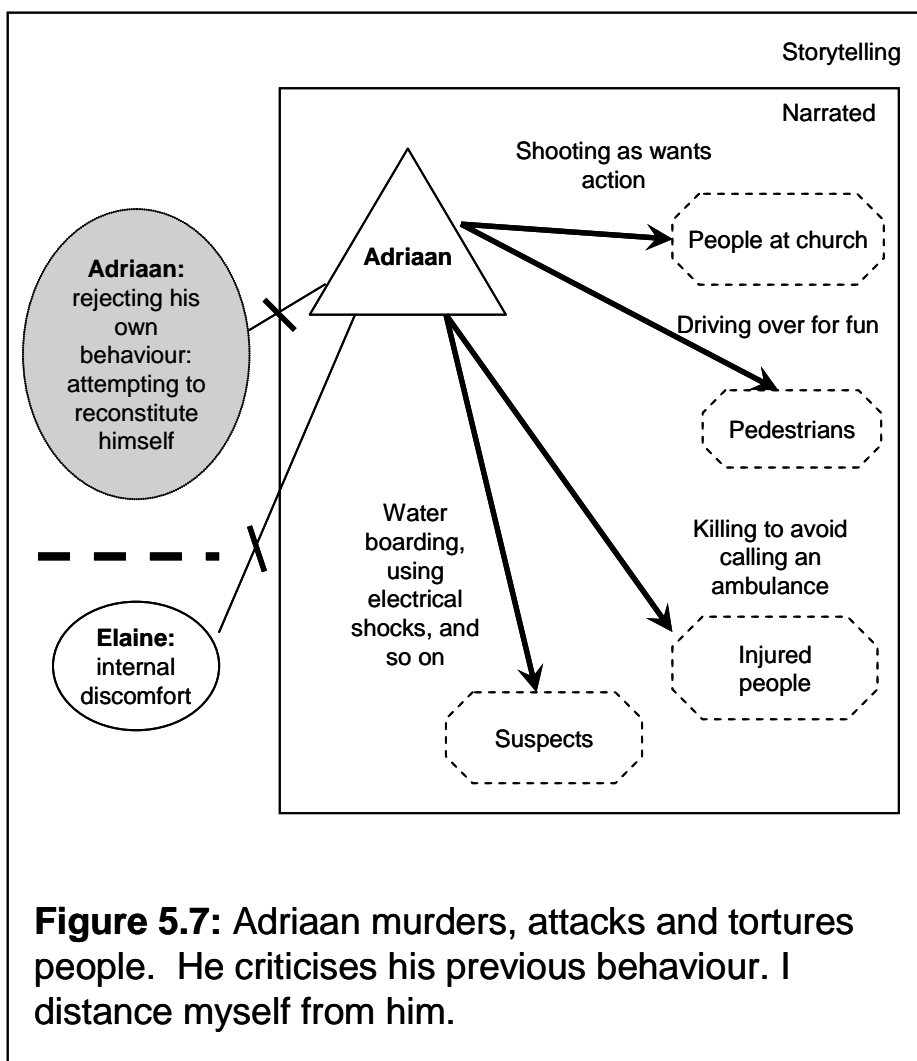 Storytelling
Narrated
Shooting as wants
action
People at church
Adriaan
Adriaan:
rejecting his
own
behaviour:
attempting to
reconstitute
himself
Driving over for fun
Pedestrians
Water
boarding,
using
electrical
shocks, and
so on
Killing to avoid
calling an
ambulance
Elaine:
internal
discomfort
Injured
people
Suspects
Figure 5.7: Adriaan murders, attacks and tortures
people.  He criticises his previous behaviour. I
distance myself from him.